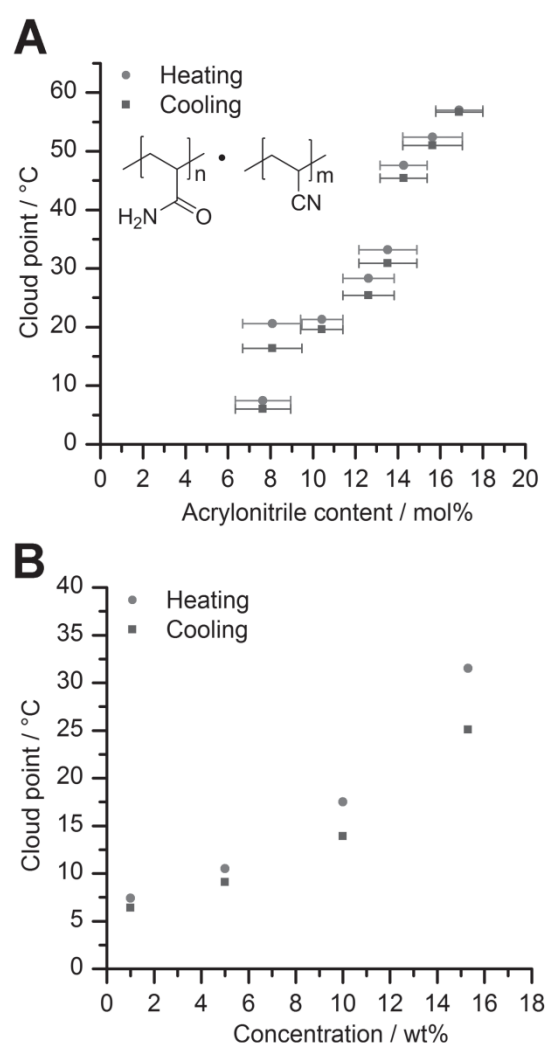 A
Heating
Cooling
n
m
H2N
O
CN
60
50
40
30
20
10
0
Cloud point / °C
0 2 4 6 8 10 12 14 16 18 20
Acrylonitrile content / mol%
B
Heating
Cooling
40
35
30
25
20
15
10
5
0
Cloud point / °C
0 2 4 6 8 10 12 14 16 18
Concentration / wt%